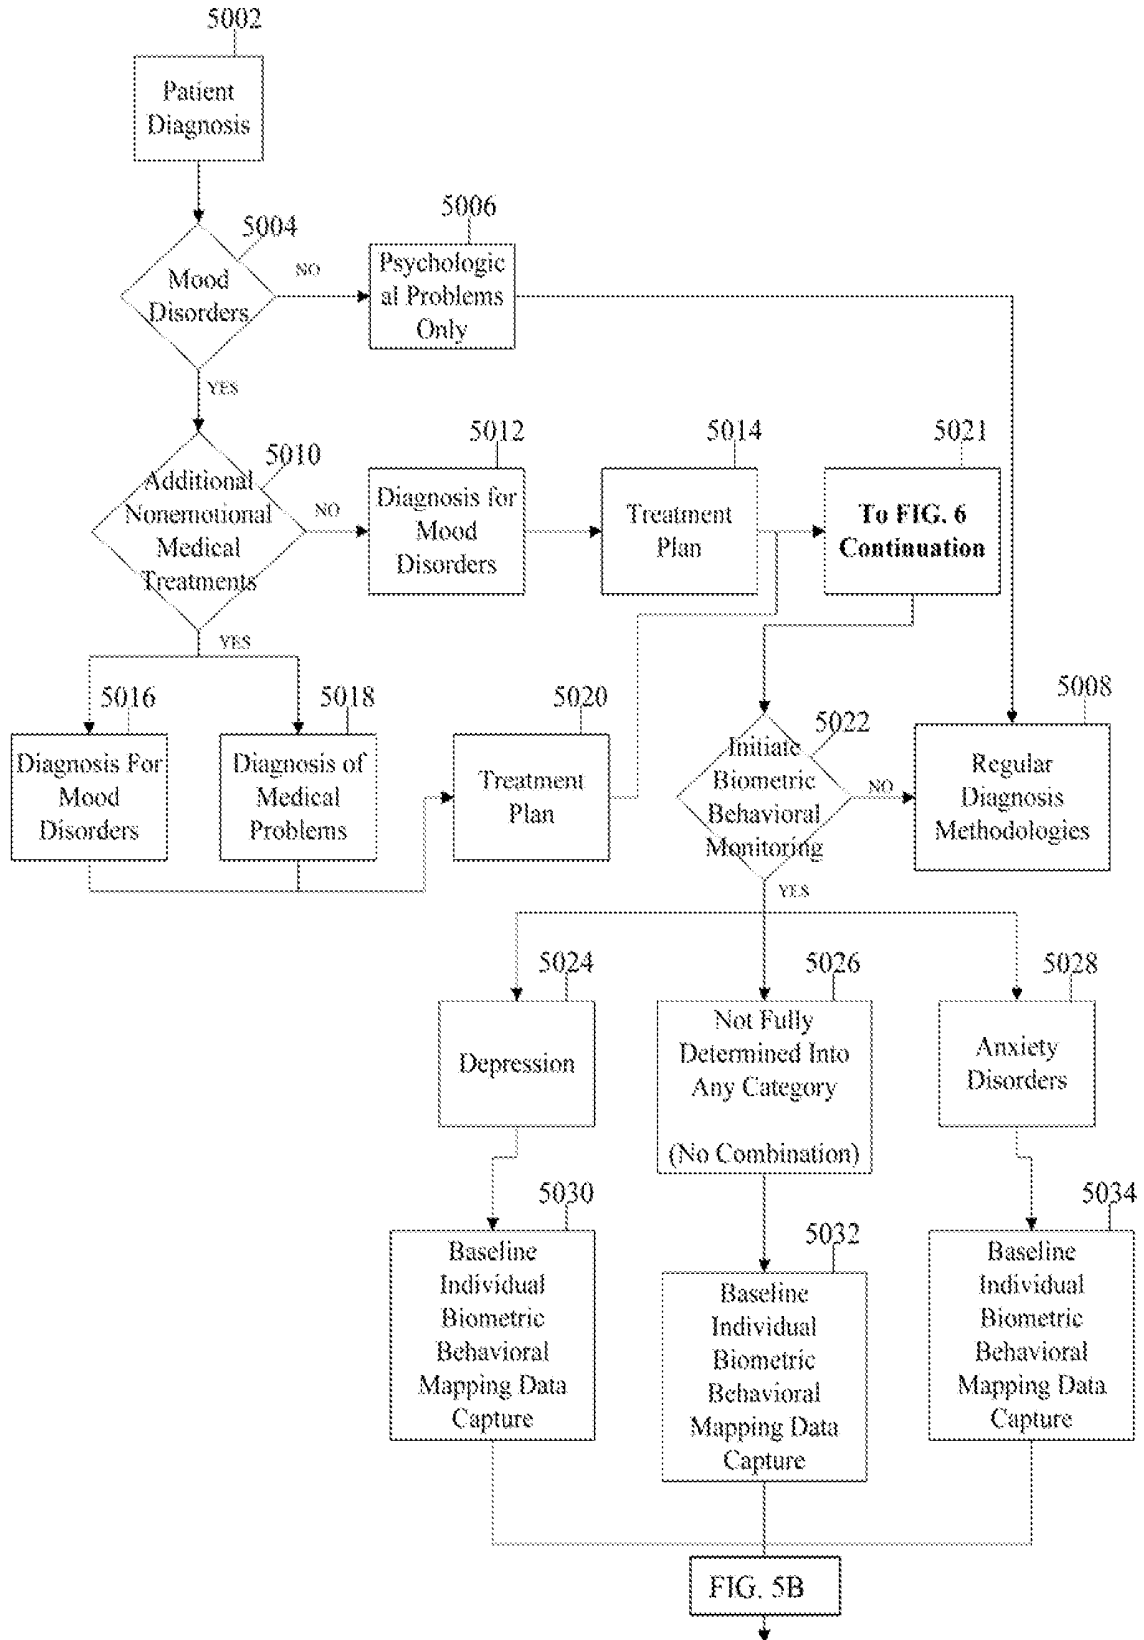 5002
Patient
Diagnosis
5004
Mood
Disorders
NO
5006
Psychologic
al Problems
Only
YES
5010
Additional
Nonemotional
Medical
Treatments
NO
5012
Diagnosis for
Mood
Disorders
5014
Treatment
Plan
5021
To FIG. 6
Continuation
YES
5016
Diagnosis For
Mood
Disorders
5018
Diagnosis of
Medical
Problems
5020
Treatment
Plan
5022
Initiate
Biometric
Behavioral
Monitoring
NO
5008
Regular
Diagnosis
Methodologies
YES
5024
Depression
5026
Not Fully
Determined Into
Any Category
(No Combination)
5028
Anxiety
Disorders
5030
Baseline
Individual
Biometric
Behavioral
Mapping Data
Capture
5032
Baseline
Individual
Biometric
Behavioral
Mapping Data
Capture
5034
Baseline
Individual
Biometric
Behavioral
Mapping Data
Capture
FIG. 5B